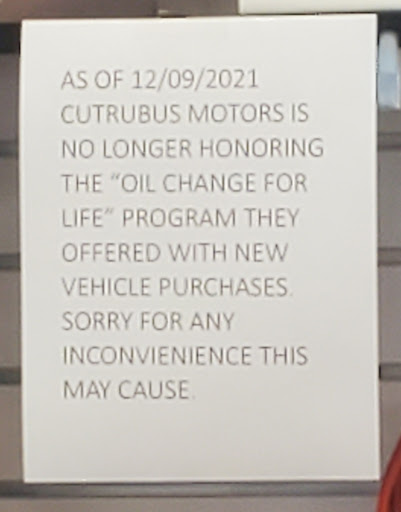 AS OF 12/09/2021
CUTRUBUS MOTORS IS
NO LONGER HONORING
THE “OIL CHANGE FOR
LIFE” PROGRAM THEY
OFFERED WITH NEW
VEHICLE PURCHASES.
SORRY FOR ANY
INCONVIENIENCE THIS
MAY CAUSE.